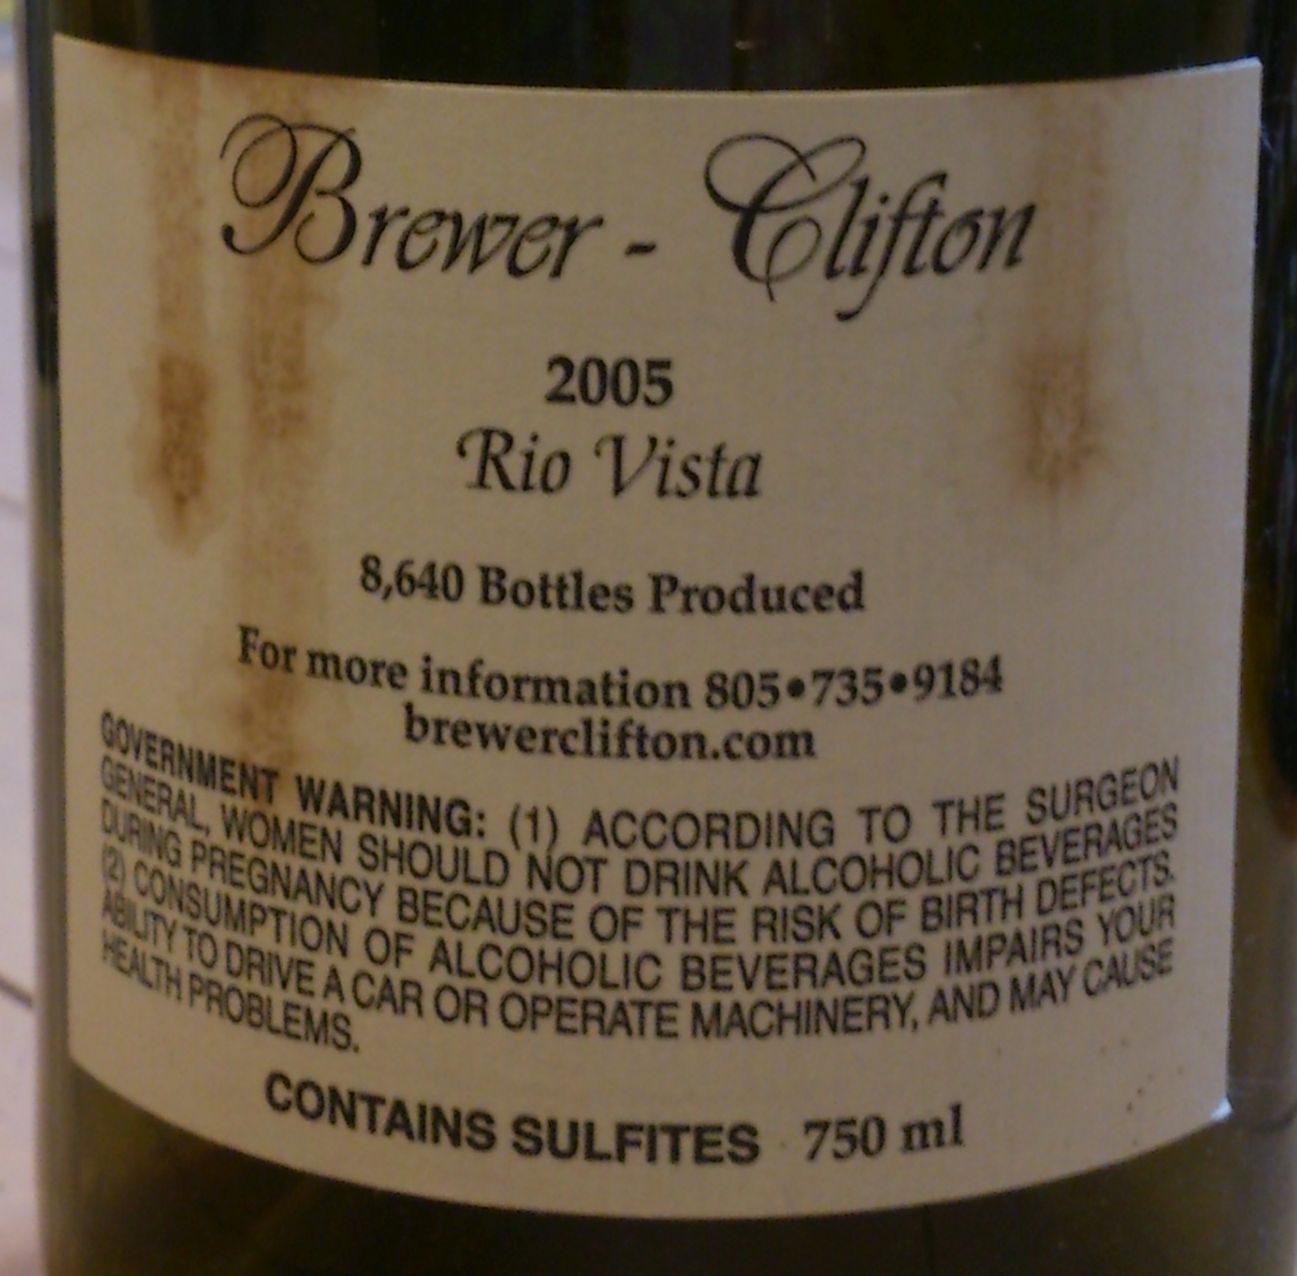 Brewer - Clifton
2005
Rio Vista
8,640 Bottles Produced
For more information 805•735•9184
brewerclifton.com
GOVERNMENT WARNING: (1) ACCORDING TO THE SURGEON
GENERAL, WOMEN SHOULD NOT DRINK ALCOHOLIC BEVERAGES
DURING PREGNANCY BECAUSE OF THE RISK OF BIRTH DEFECTS.
(2) CONSUMPTION OF ALCOHOLIC BEVERAGES IMPAIRS YOUR
ABILITY TO DRIVE A CAR OR OPERATE MACHINERY, AND MAY CAUSE
HEALTH PROBLEMS.
CONTAINS SULFITES 750 ml